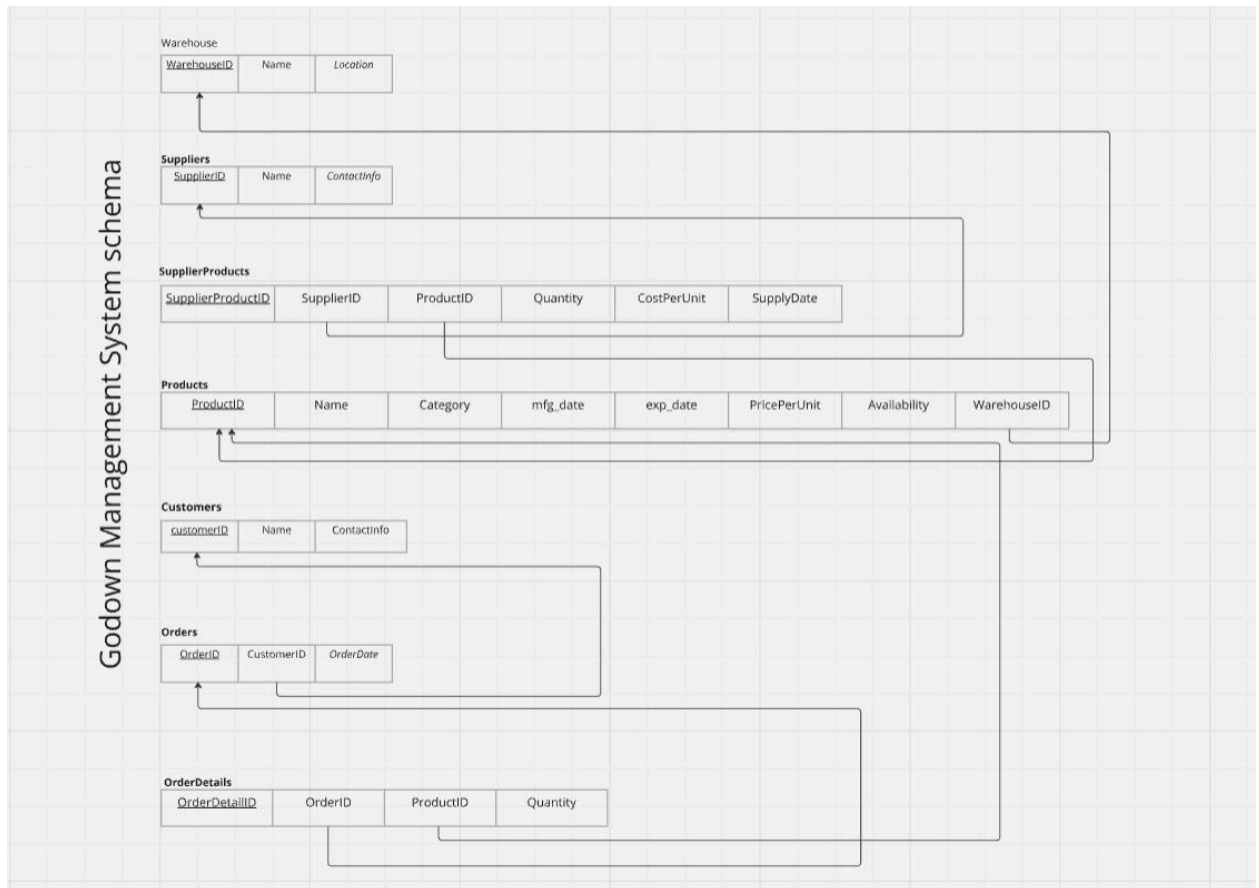 Godown Management System schema
Warehouse
WarehouseID Name Location
Suppliers
SupplierID Name ContactInfo
SupplierProducts
SupplierProductID SupplierID ProductID Quantity CostPerUnit SupplyDate
Products
ProductID Name Category mfg_date exp_date PricePerUnit Availability WarehouseID
Customers
customerID Name ContactInfo
Orders
OrderID CustomerID OrderDate
OrderDetails
OrderDetailID OrderID ProductID Quantity